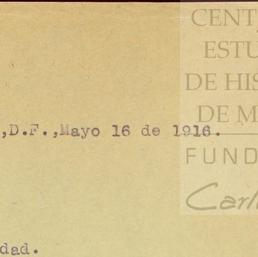 CENT
ESTU
DE HIS
DE M
FUND
Carl
,D.F.,Mayo 16 de 1916.
dad.